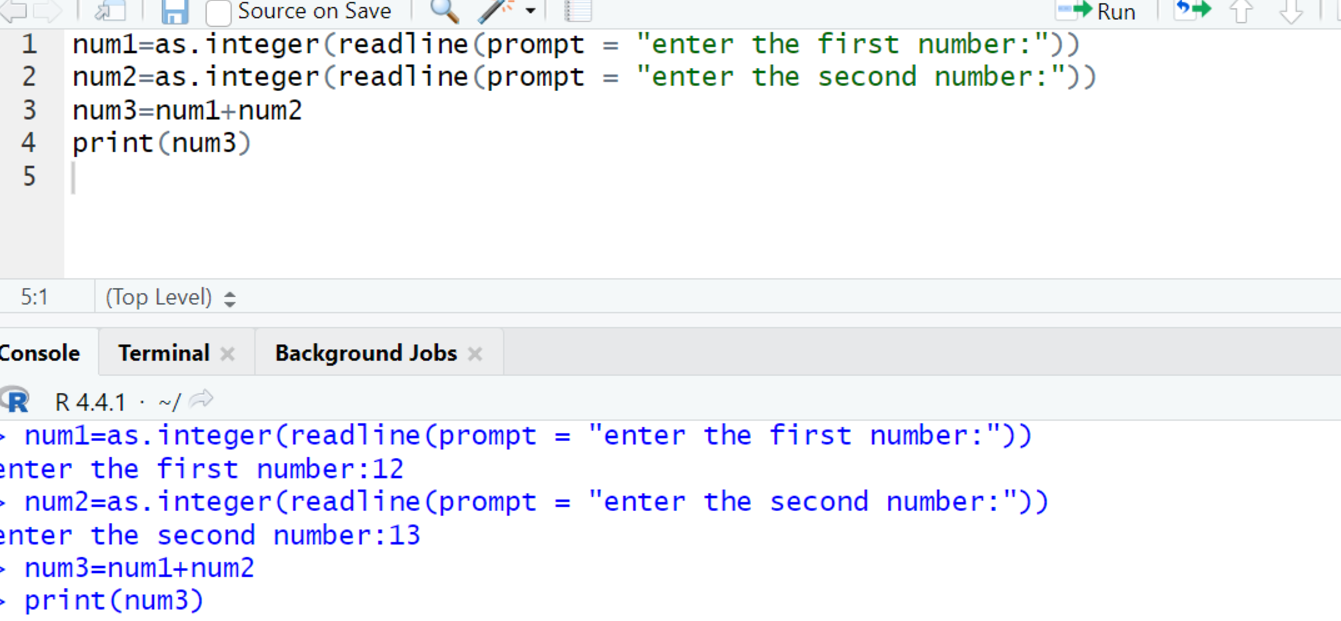 Source on Save
Run
1 num1=as.integer(readline(prompt = "enter the first number:"))
2 num2=as.integer(readline(prompt = "enter the second number:"))
3 num3=num1+num2
4 print(num3)
5
5:1 (Top Level)
Console Terminal Background Jobs
R R 4.4.1 · ~/
> num1=as.integer(readline(prompt = "enter the first number:"))
enter the first number:12
> num2=as.integer(readline(prompt = "enter the second number:"))
enter the second number:13
> num3=num1+num2
> print(num3)